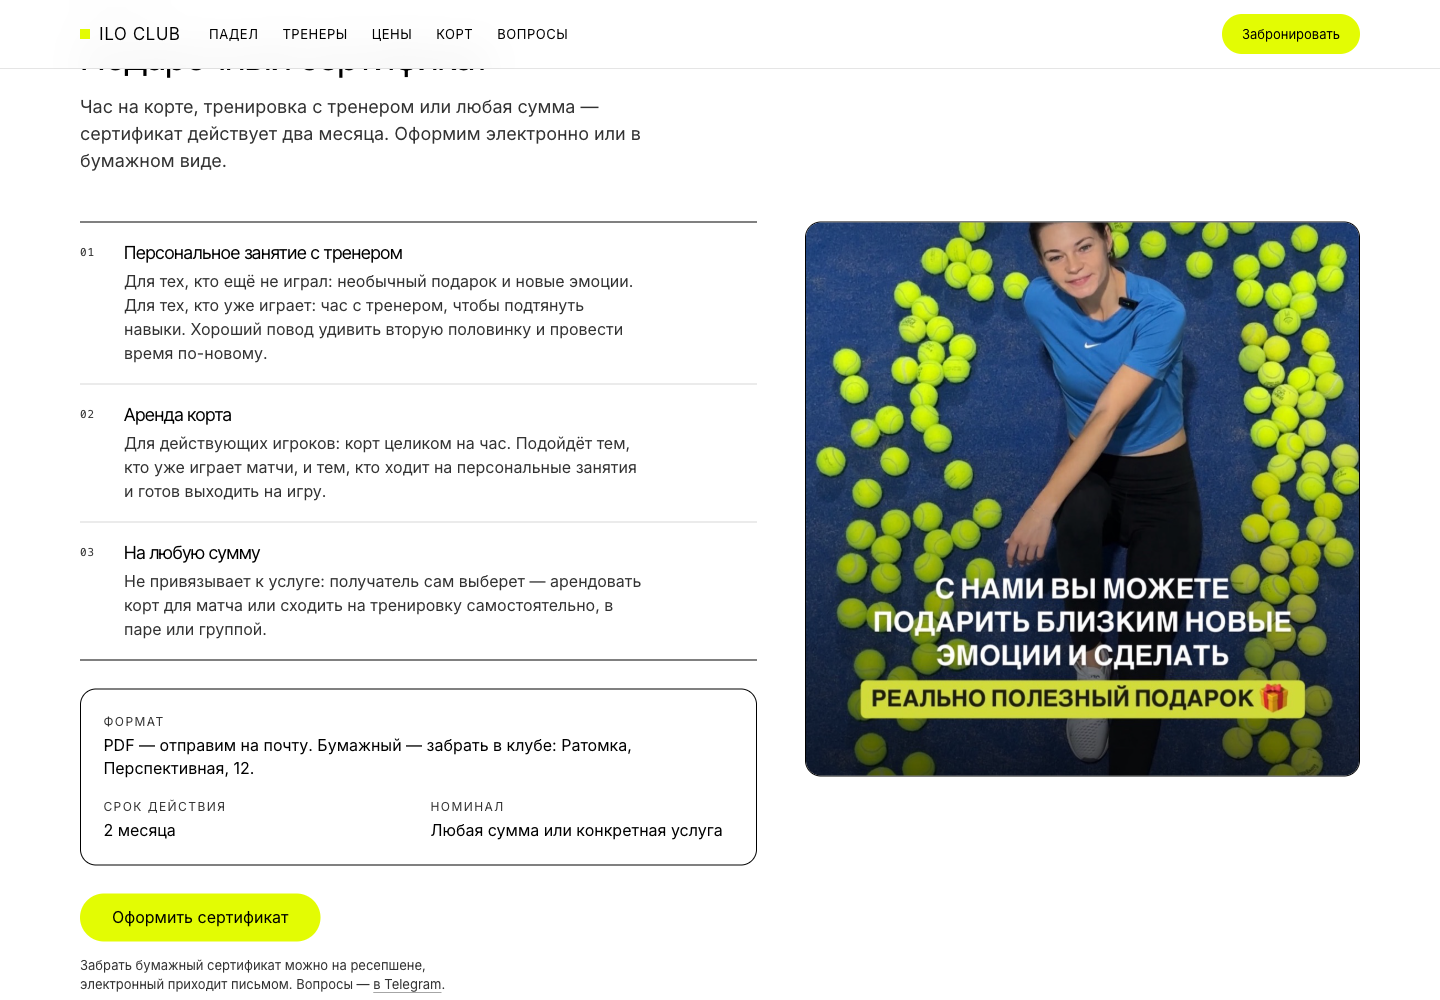 ILO CLUB
ПАДЕЛ
ТРЕНЕРЫ
ЦЕНЫ
КОРТ
ВОПРОСЫ
Забронировать
Час на корте, тренировка с тренером или любая сумма —
сертификат действует два месяца. Оформим электронно или в
бумажном виде.
01
Персональное занятие с тренером
Для тех, кто ещё не играл: необычный подарок и новые эмоции.
Для тех, кто уже играет: час с тренером, чтобы подтянуть
навыки. Хороший повод удивить вторую половинку и провести
время по-новому.
02
Аренда корта
Для действующих игроков: корт целиком на час. Подойдёт тем,
кто уже играет матчи, и тем, кто ходит на персональные занятия
и готов выходить на игру.
03
На любую сумму
Не привязывает к услуге: получатель сам выберет — арендовать
корт для матча или сходить на тренировку самостоятельно, в
паре или группой.
ФОРМАТ
PDF — отправим на почту. Бумажный — забрать в клубе: Ратомка,
Перспективная, 12.
СРОК ДЕЙСТВИЯ
2 месяца
НОМИНАЛ
Любая сумма или конкретная услуга
Оформить сертификат
Забрать бумажный сертификат можно на ресепшене,
электронный приходит письмом. Вопросы — в Telegram.
С НАМИ ВЫ МОЖЕТЕ
ПОДАРИТЬ БЛИЗКИМ НОВЫЕ
ЭМОЦИИ И СДЕЛАТЬ
РЕАЛЬНО ПОЛЕЗНЫЙ ПОДАРОК 🎁